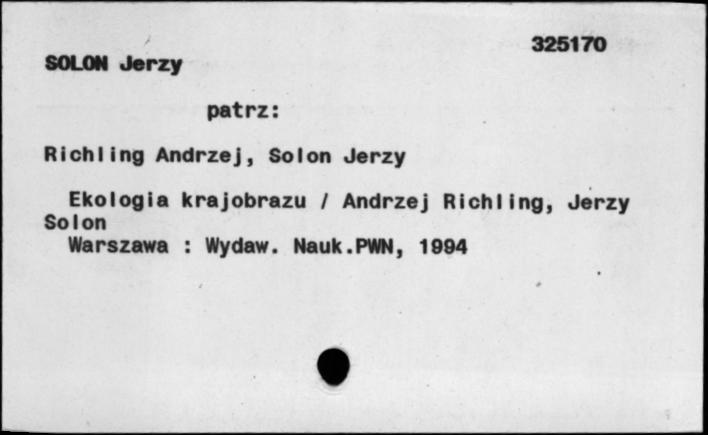 325170
SOLON Jerzy
patrz:
Richling Andrzej, Solon Jerzy
Ekologia krajobrazu / Andrzej Richling, Jerzy
Solon
Warszawa : Wydaw. Nauk.PWN, 1994